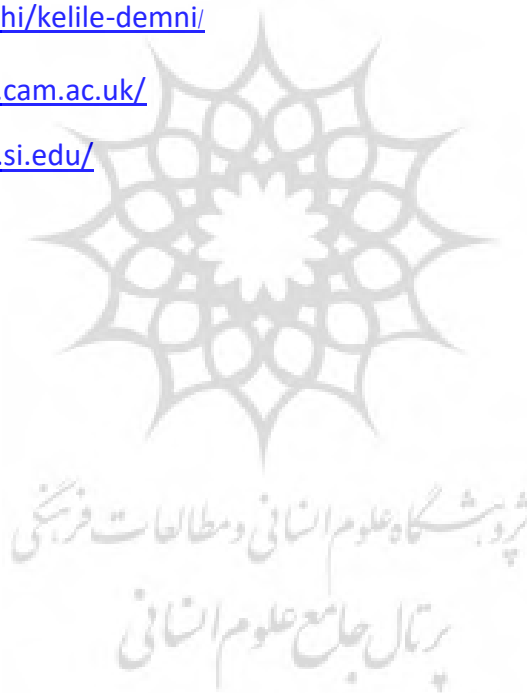 hi/kelile-demni/
.cam.ac.uk/
.si.edu/
پژوهشگاه علوم انسانی و مطالعات فرهنگی
پرتال جامع علوم انسانی